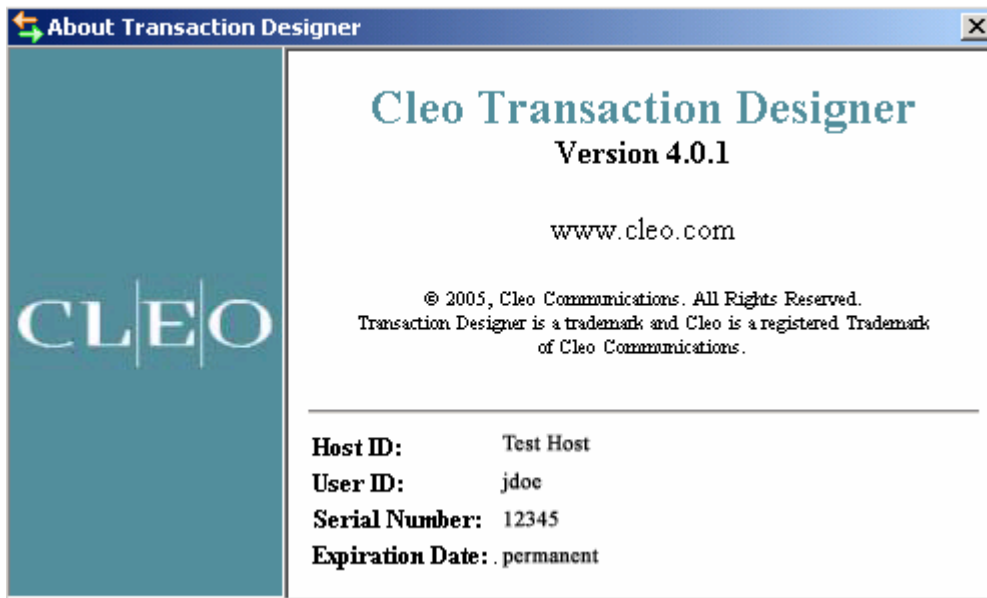 About Transaction Designer
CLEO
Cleo Transaction Designer
Version 4.0.1
www.cleo.com
© 2005, Cleo Communications. All Rights Reserved.
Transaction Designer is a trademark and Cleo is a registered Trademark
of Cleo Communications.
Host ID: Test Host
User ID: jdoe
Serial Number: 12345
Expiration Date: . permanent